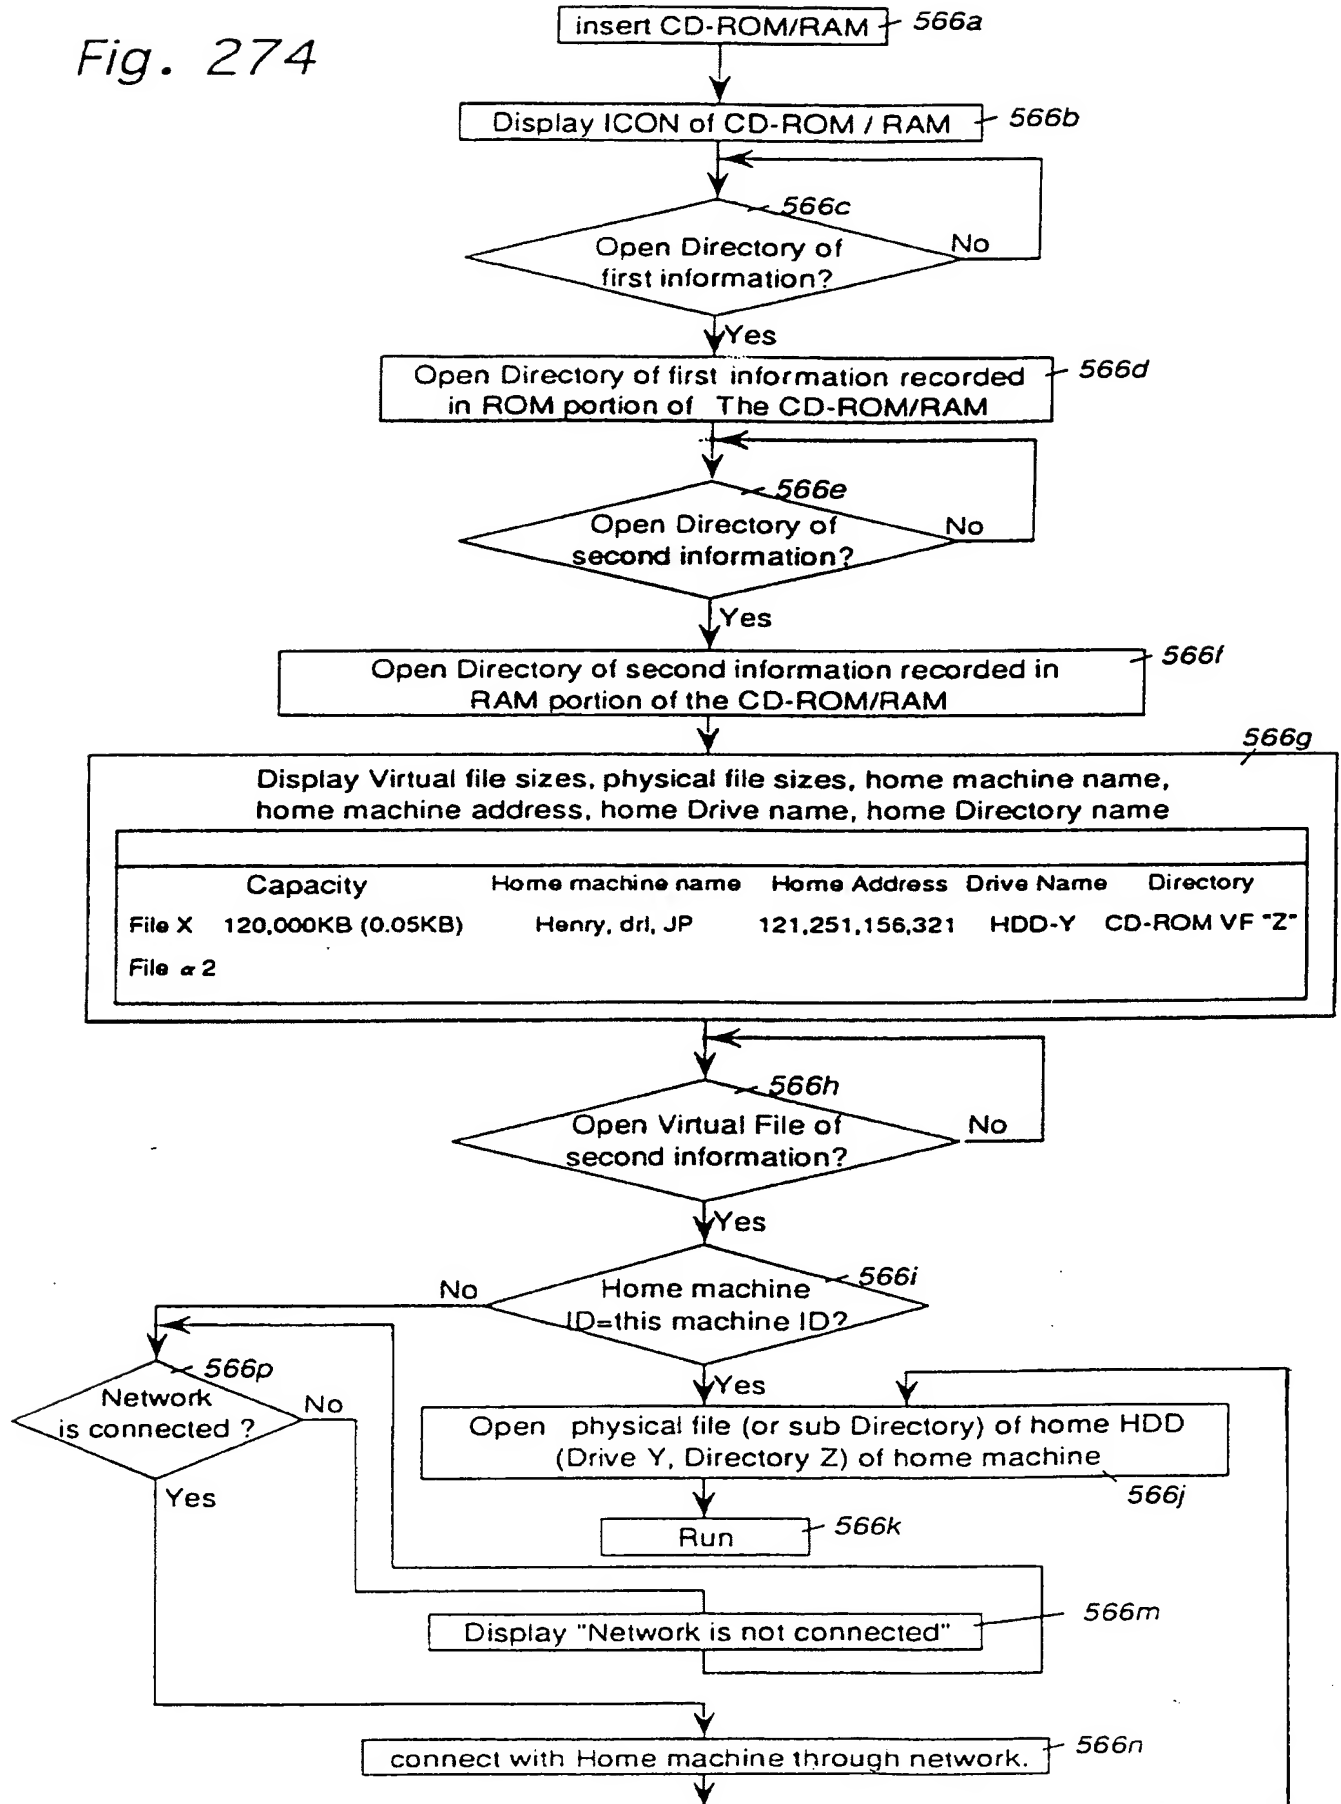 Fig. 274
insert CD-ROM/RAM
566a
Display ICON of CD-ROM / RAM
566b
566c
Open Directory of
first information?
No
Yes
Open Directory of first information recorded
in ROM portion of The CD-ROM/RAM
566d
566e
Open Directory of
second information?
No
Yes
Open Directory of second information recorded in
RAM portion of the CD-ROM/RAM
566f
566g
Display Virtual file sizes, physical file sizes, home machine name,
home machine address, home Drive name, home Directory name
Capacity Home machine name Home Address Drive Name Directory
File X 120,000KB (0.05KB) Henry, drl, JP 121,251,156,321 HDD-Y CD-ROM VF "Z"
File α 2
566h
Open Virtual File of
second information?
No
Yes
566i
Home machine
ID=this machine ID?
No
Yes
566p
Network
is connected ?
No
Yes
Open physical file (or sub Directory) of home HDD
(Drive Y, Directory Z) of home machine
566j
Run
566k
Display "Network is not connected"
566m
connect with Home machine through network.
566n